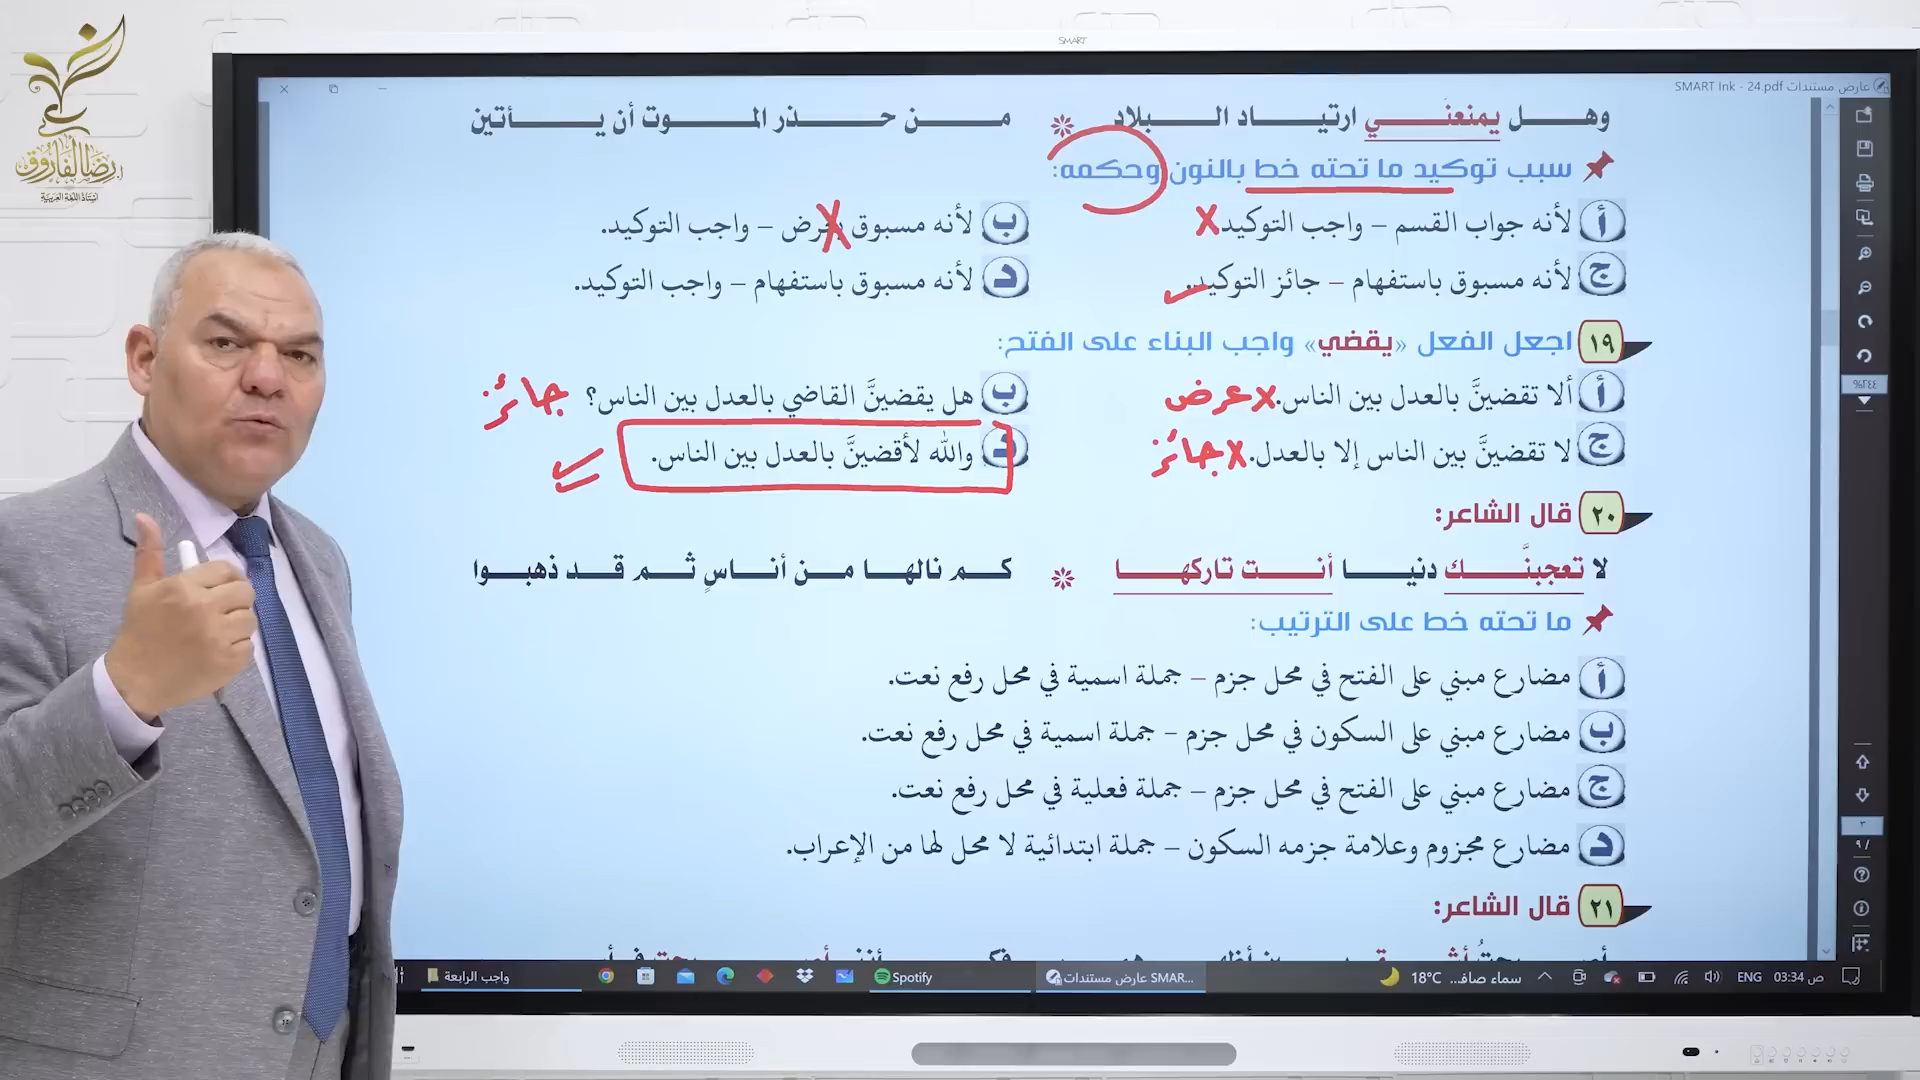 رضا الفاروق
أستاذ اللغة العربية
SMART
SMART Ink - 24.pdf عارض مستندات
وهل يمنعنَّي ارتياد البلاد * من حذر الموت أن يأتين
سبب توكيد ما تحته خط بالنون وحكمه:
أ لأنه جواب القسم – واجب التوكيد X
ب لأنه مسبوق بعرض – واجب التوكيد. X
ج لأنه مسبوق باستفهام – جائز التوكيد.
د لأنه مسبوق باستفهام – واجب التوكيد.
١٩ اجعل الفعل «يقضي» واجب البناء على الفتح:
أ ألا تقضينَّ بالعدل بين الناس. X عرض
ب هل يقضينَّ القاضي بالعدل بين الناس؟ جائز
ج لا تقضينَّ بين الناس إلا بالعدل. X جائز
د والله لأقضينَّ بالعدل بين الناس.
٢٠ قال الشاعر:
لا تعجبنَّك دنيا أنت تاركها * كم نالها من أناسٍ ثم قد ذهبوا
ما تحته خط على الترتيب:
أ مضارع مبني على الفتح في محل جزم – جملة اسمية في محل رفع نعت.
ب مضارع مبني على السكون في محل جزم – جملة اسمية في محل رفع نعت.
ج مضارع مبني على الفتح في محل جزم – جملة فعلية في محل رفع نعت.
د مضارع مجزوم وعلامة جزمه السكون – جملة ابتدائية لا محل لها من الإعراب.
٢١ قال الشاعر:
٪٢٤٤
٣
٩ /
واجب الرابعة
Spotify
عارض مستندات SMAR...
18°C سماء صافـ...
ENG
03:34 ص